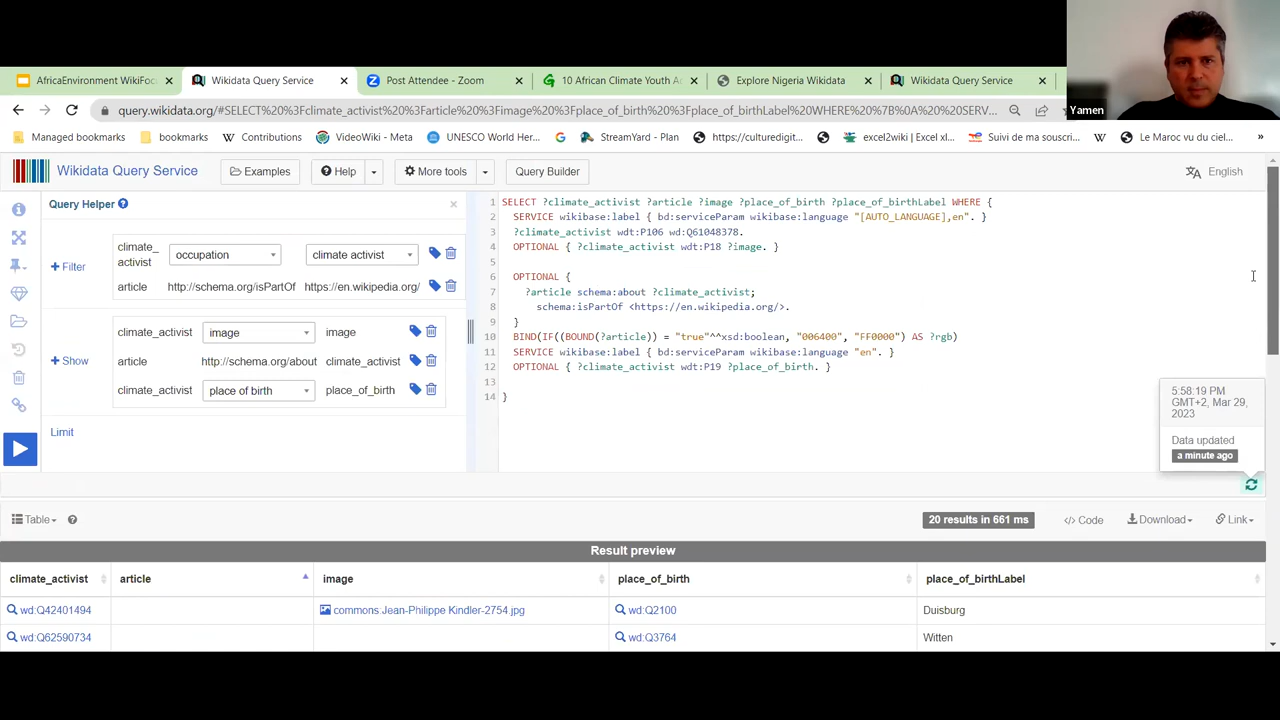 Yamen
AfricaEnvironment WikiFoc
Wikidata Query Service
Post Attendee - Zoom
10 African Climate Youth A
Explore Nigeria Wikidata
Wikidata Query Service
query.wikidata.org/#SELECT%20%3Fclimate_activist%20%3Farticle%20%3Fimage%20%3Fplace_of_birth%20%3Fplace_of_birthLabel%20WHERE%20%7B%0A%20%20SERV...
Managed bookmarks
bookmarks
Contributions
VideoWiki - Meta
UNESCO World Her...
StreamYard - Plan
https://culturedigit...
excel2wiki | Excel xl...
Suivi de ma souscri...
Le Maroc vu du ciel...
»
Wikidata Query Service
Examples
Help
More tools
Query Builder
English
Query Helper
Filter
climate_
activist
occupation
climate activist
article
http://schema.org/isPartOf
https://en.wikipedia.org/
Show
climate_activist
image
image
article
http://schema.org/about
climate_activist
climate_activist
place of birth
place_of_birth
Limit
1 SELECT ?climate_activist ?article ?image ?place_of_birth ?place_of_birthLabel WHERE {
2 SERVICE wikibase:label { bd:serviceParam wikibase:language "[AUTO_LANGUAGE],en". }
3 ?climate_activist wdt:P106 wd:Q61048378.
4 OPTIONAL { ?climate_activist wdt:P18 ?image. }
5
6 OPTIONAL {
7 ?article schema:about ?climate_activist;
8 schema:isPartOf <https://en.wikipedia.org/>.
9 }
10 BIND(IF((BOUND(?article)) = "true"^^xsd:boolean, "006400", "FF0000") AS ?rgb)
11 SERVICE wikibase:label { bd:serviceParam wikibase:language "en". }
12 OPTIONAL { ?climate_activist wdt:P19 ?place_of_birth. }
13
14 }
5:58:19 PM
GMT+2, Mar 29,
2023
Data updated
a minute ago
Table
20 results in 661 ms
</> Code
Download
Link
Result preview
climate_activist
article
image
place_of_birth
place_of_birthLabel
wd:Q42401494
commons:Jean-Philippe Kindler-2754.jpg
wd:Q2100
Duisburg
wd:Q62590734
wd:Q3764
Witten